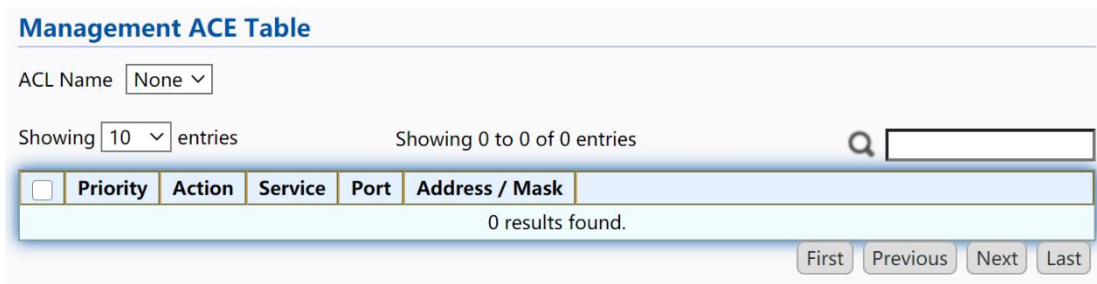 Management ACE Table
ACL Name None
Showing 10 entries Showing 0 to 0 of 0 entries
Priority Action Service Port Address / Mask
0 results found.
First Previous Next Last